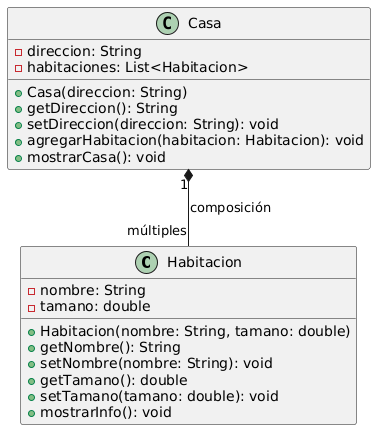 C Casa
direccion: String
habitaciones: List<Habitacion>
Casa(direccion: String)
getDireccion(): String
setDireccion(direccion: String): void
agregarHabitacion(habitacion: Habitacion): void
mostrarCasa(): void
1
composición
múltiples
C Habitacion
nombre: String
tamano: double
Habitacion(nombre: String, tamano: double)
getNombre(): String
setNombre(nombre: String): void
getTamano(): double
setTamano(tamano: double): void
mostrarInfo(): void